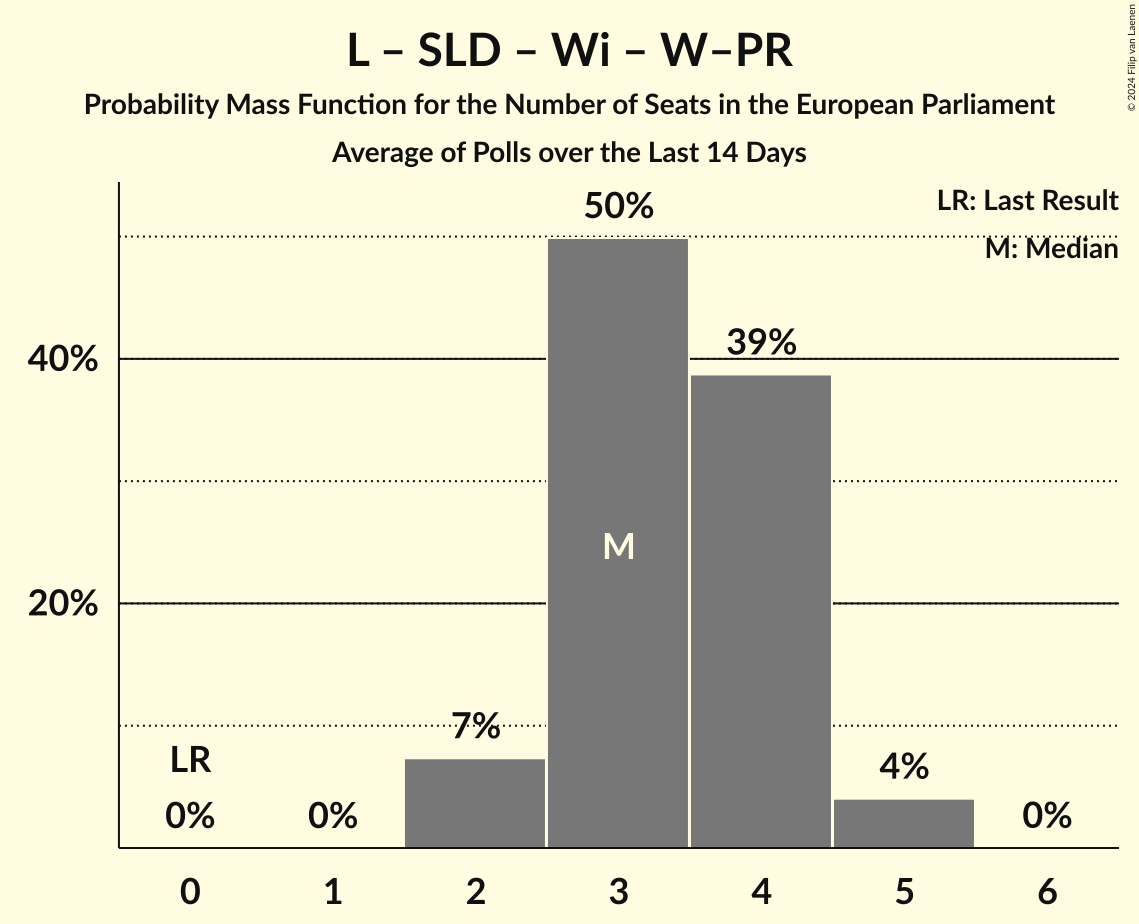 L – SLD – Wi – W–PR
Probability Mass Function for the Number of Seats in the European Parliament
Average of Polls over the Last 14 Days
© 2024 Filip van Laenen
LR: Last Result
M: Median
50%
39%
40%
M
20%
7%
4%
LR
0%
0%
0%
0 1 2 3 4 5 6